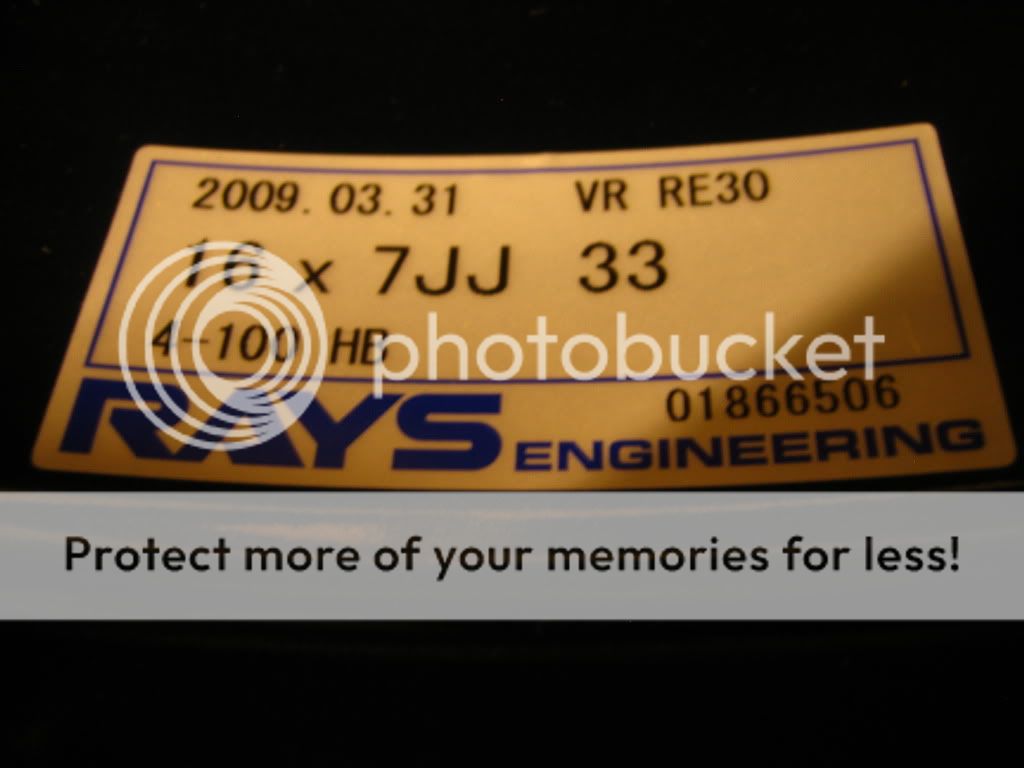 2009. 03. 31 VR RE30
16 x 7JJ 33
4-100 HB
photobucket
01866506
RAYS ENGINEERING
Protect more of your memories for less!